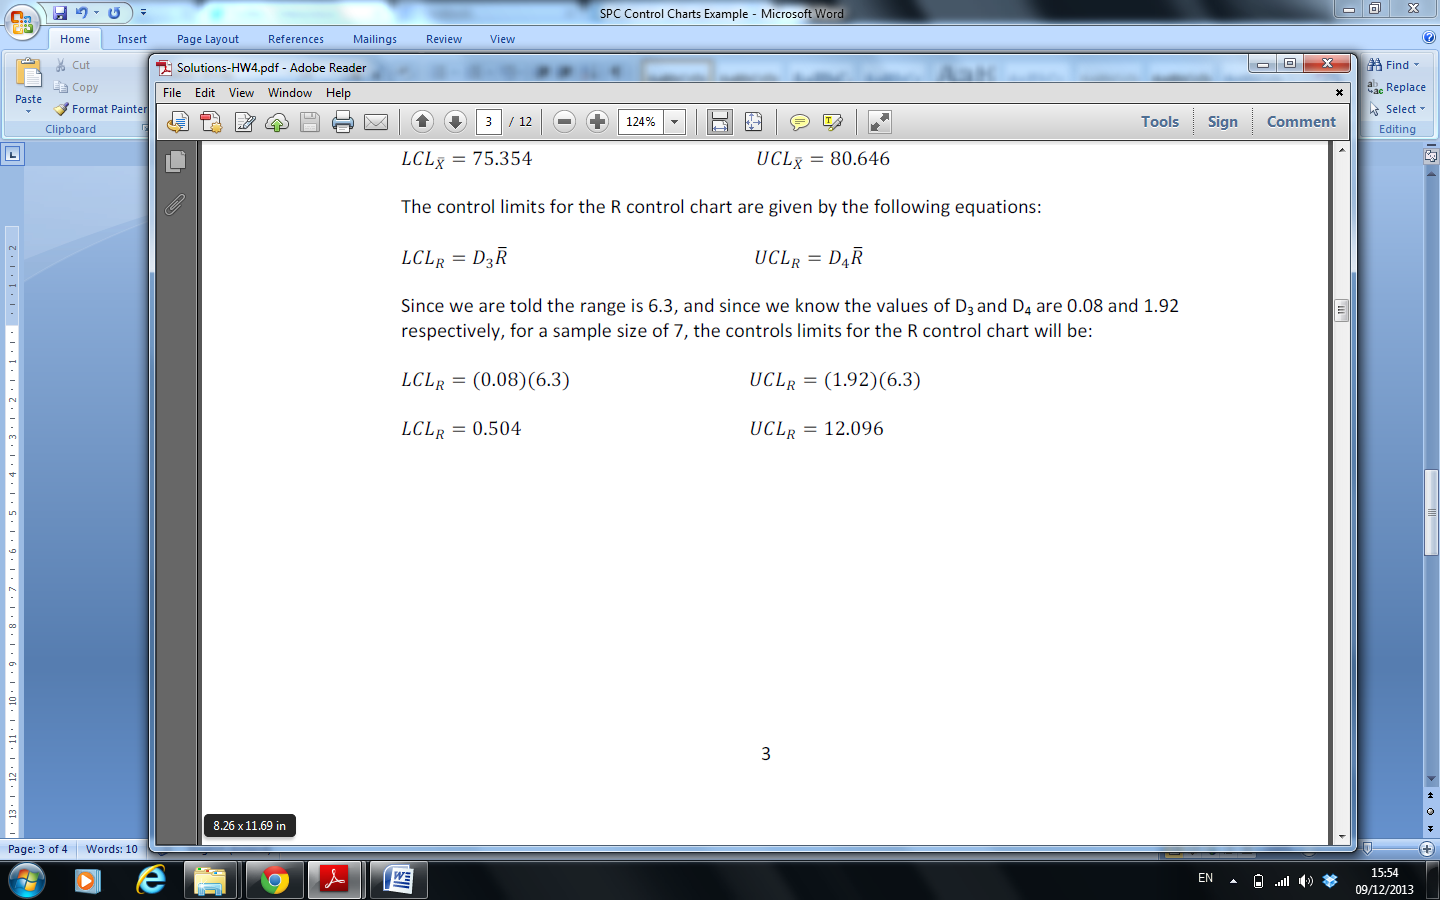 SPC Control Charts Example - Microsoft Word
Home Insert Page Layout References Mailings Review View
Paste
Cut
Copy
Format Painter
Clipboard
Find
Replace
Select
Editing
Solutions-HW4.pdf - Adobe Reader
File Edit View Window Help
3 / 12 124% Tools Sign Comment
LCL_X̄ = 75.354 UCL_X̄ = 80.646
The control limits for the R control chart are given by the following equations:
LCL_R = D₃R̄ UCL_R = D₄R̄
Since we are told the range is 6.3, and since we know the values of D₃ and D₄ are 0.08 and 1.92
respectively, for a sample size of 7, the controls limits for the R control chart will be:
LCL_R = (0.08)(6.3) UCL_R = (1.92)(6.3)
LCL_R = 0.504 UCL_R = 12.096
3
8.26 x 11.69 in
Page: 3 of 4 Words: 10
EN 15:54
09/12/2013